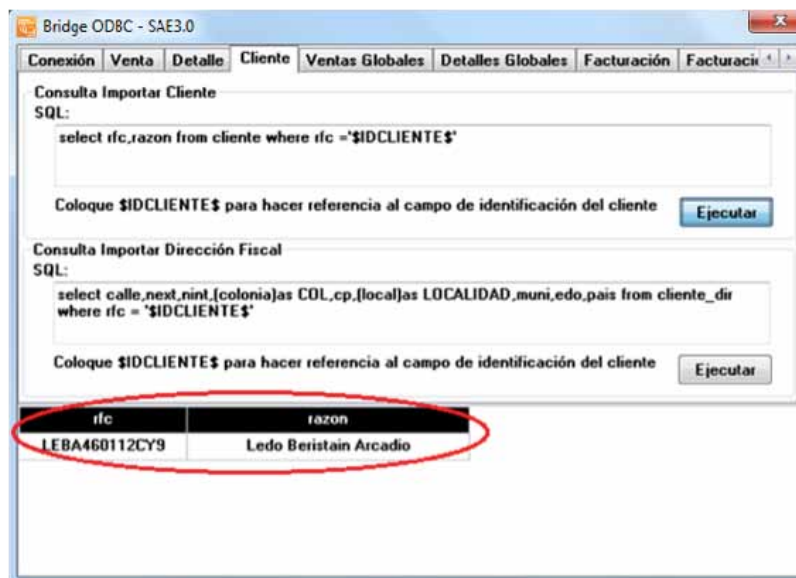 Bridge ODBC - SAE3.0
Conexión Venta Detalle Cliente Ventas Globales Detalles Globales Facturación Facturació
Consulta Importar Cliente
SQL:
select rfc,razon from cliente where rfc ='$IDCLIENTE$'
Coloque $IDCLIENTE$ para hacer referencia al campo de identificación del cliente Ejecutar
Consulta Importar Dirección Fiscal
SQL:
select calle,next,nint,[colonia]as COL,cp,[local]as LOCALIDAD,muni,edo,pais from cliente_dir
where rfc = '$IDCLIENTE$'
Coloque $IDCLIENTE$ para hacer referencia al campo de identificación del cliente Ejecutar
rfc razon
LEBA460112CY9 Ledo Beristain Arcadio